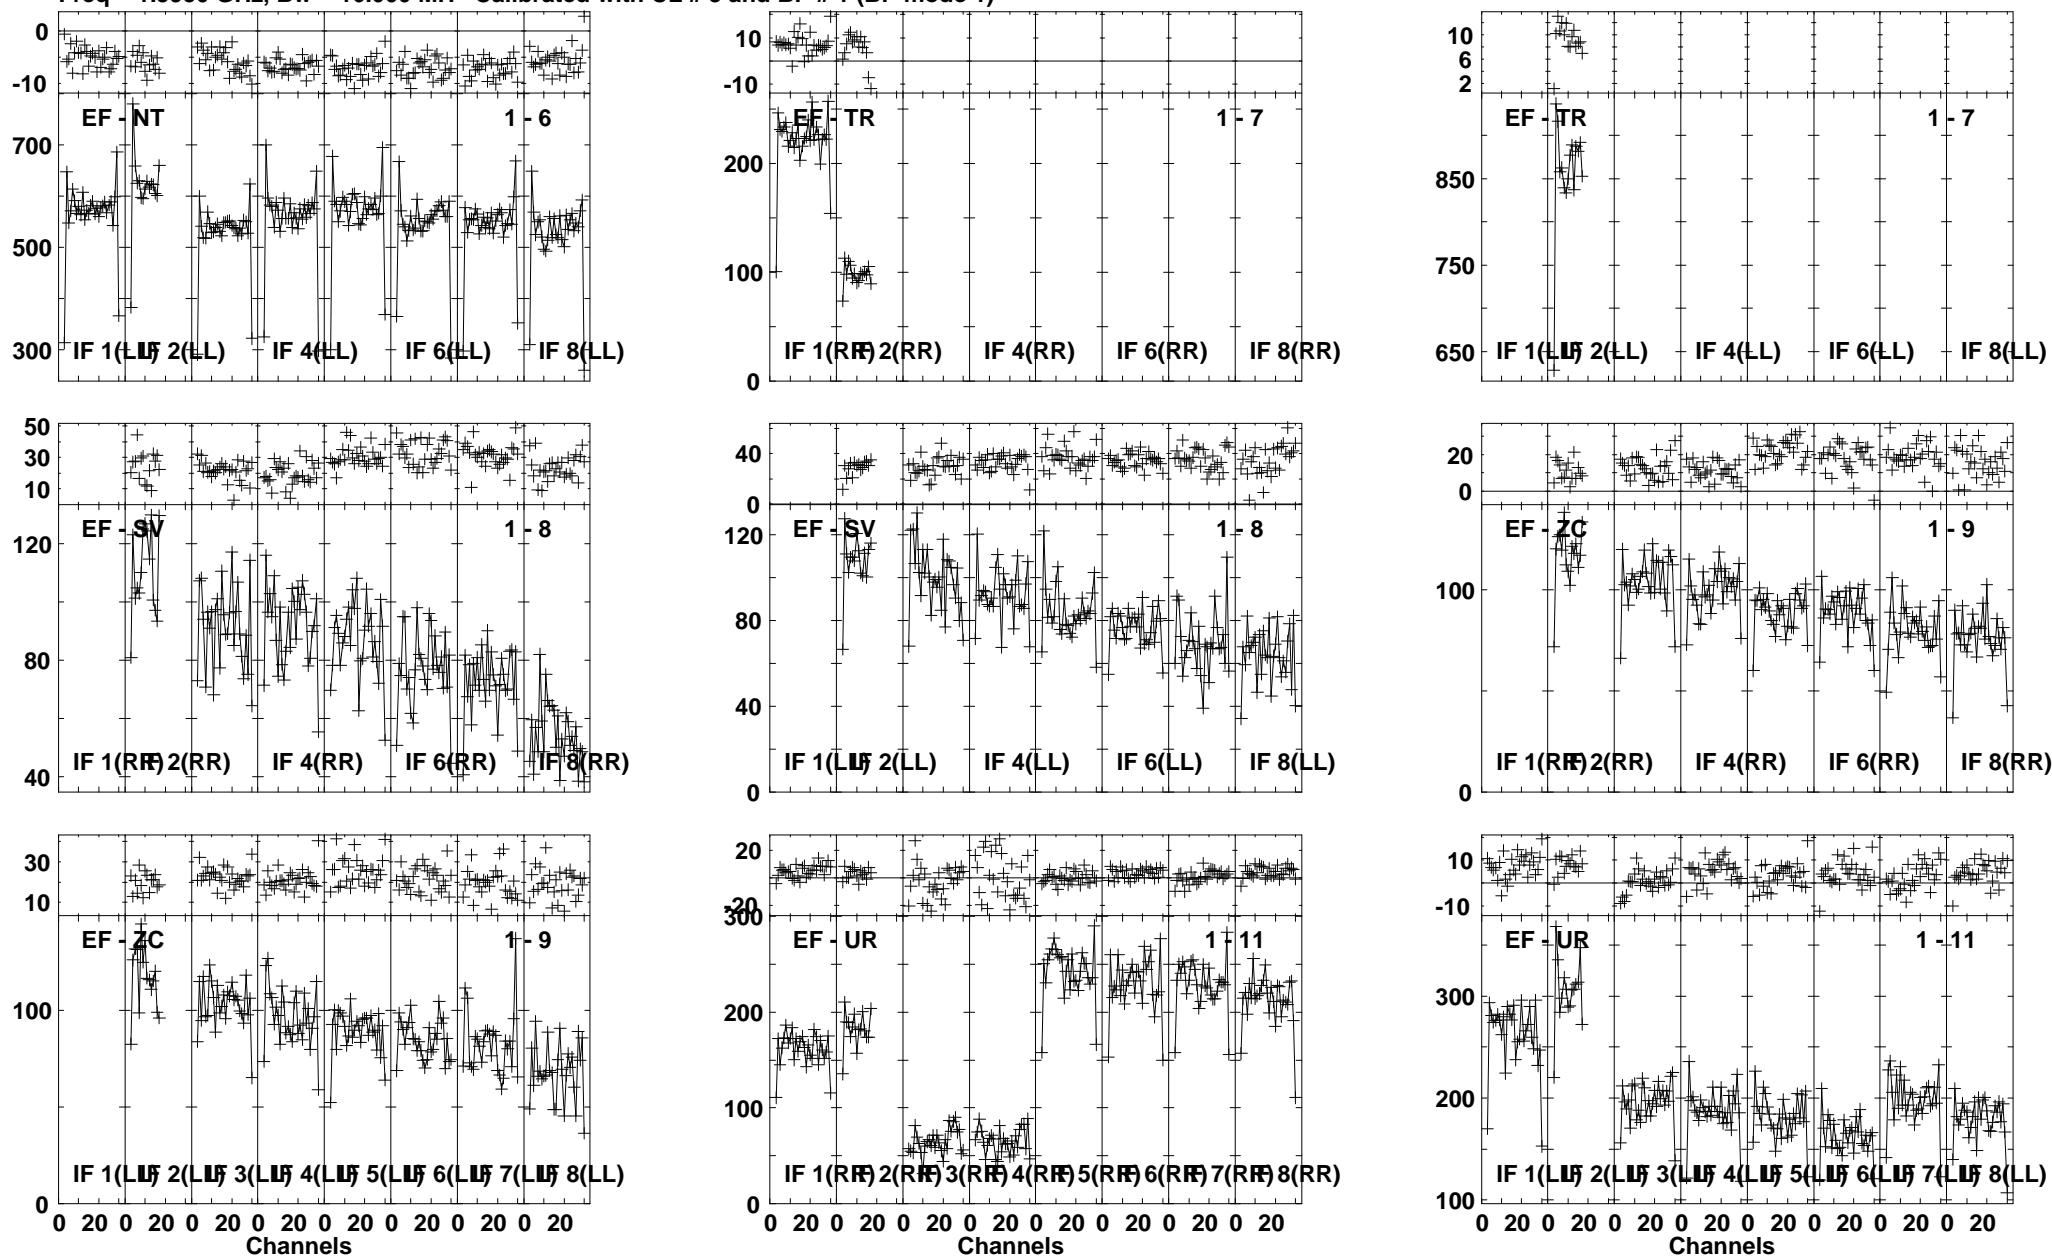 0
-10
EF - NT
1 - 6
700
500
300
IF 1(LL)
IF 2(LL)
IF 4(LL)
IF 6(LL)
IF 8(LL)
10
-10
EF - TR
1 - 7
200
100
0
IF 1(RR)
IF 2(RR)
IF 4(RR)
IF 6(RR)
IF 8(RR)
10
6
2
EF - TR
1 - 7
850
750
650
IF 1(LL)
IF 2(LL)
IF 4(LL)
IF 6(LL)
IF 8(LL)
50
30
10
EF - SV
1 - 8
120
80
40
IF 1(RR)
IF 2(RR)
IF 4(RR)
IF 6(RR)
IF 8(RR)
40
0
EF - SV
1 - 8
120
80
40
0
IF 1(LL)
IF 2(LL)
IF 4(LL)
IF 6(LL)
IF 8(LL)
20
0
EF - ZC
1 - 9
100
0
IF 1(RR)
IF 2(RR)
IF 4(RR)
IF 6(RR)
IF 8(RR)
30
10
EF - ZC
1 - 9
100
0
IF 1(LL)
IF 2(LL)
IF 3(LL)
IF 4(LL)
IF 5(LL)
IF 6(LL)
IF 7(LL)
IF 8(LL)
0 20 0 20 0 20 0 20 0 20 0 20 0 20 0 20
Channels
20
-20
300
EF - UR
1 - 11
200
100
0
IF 1(RR)
IF 2(RR)
IF 3(RR)
IF 4(RR)
IF 5(RR)
IF 6(RR)
IF 7(RR)
IF 8(RR)
0 20 0 20 0 20 0 20 0 20 0 20 0 20 0 20
Channels
10
-10
EF - UR
1 - 11
300
200
100
IF 1(LL)
IF 2(LL)
IF 3(LL)
IF 4(LL)
IF 5(LL)
IF 6(LL)
IF 7(LL)
IF 8(LL)
0 20 0 20 0 20 0 20 0 20 0 20 0 20 0 20
Channels